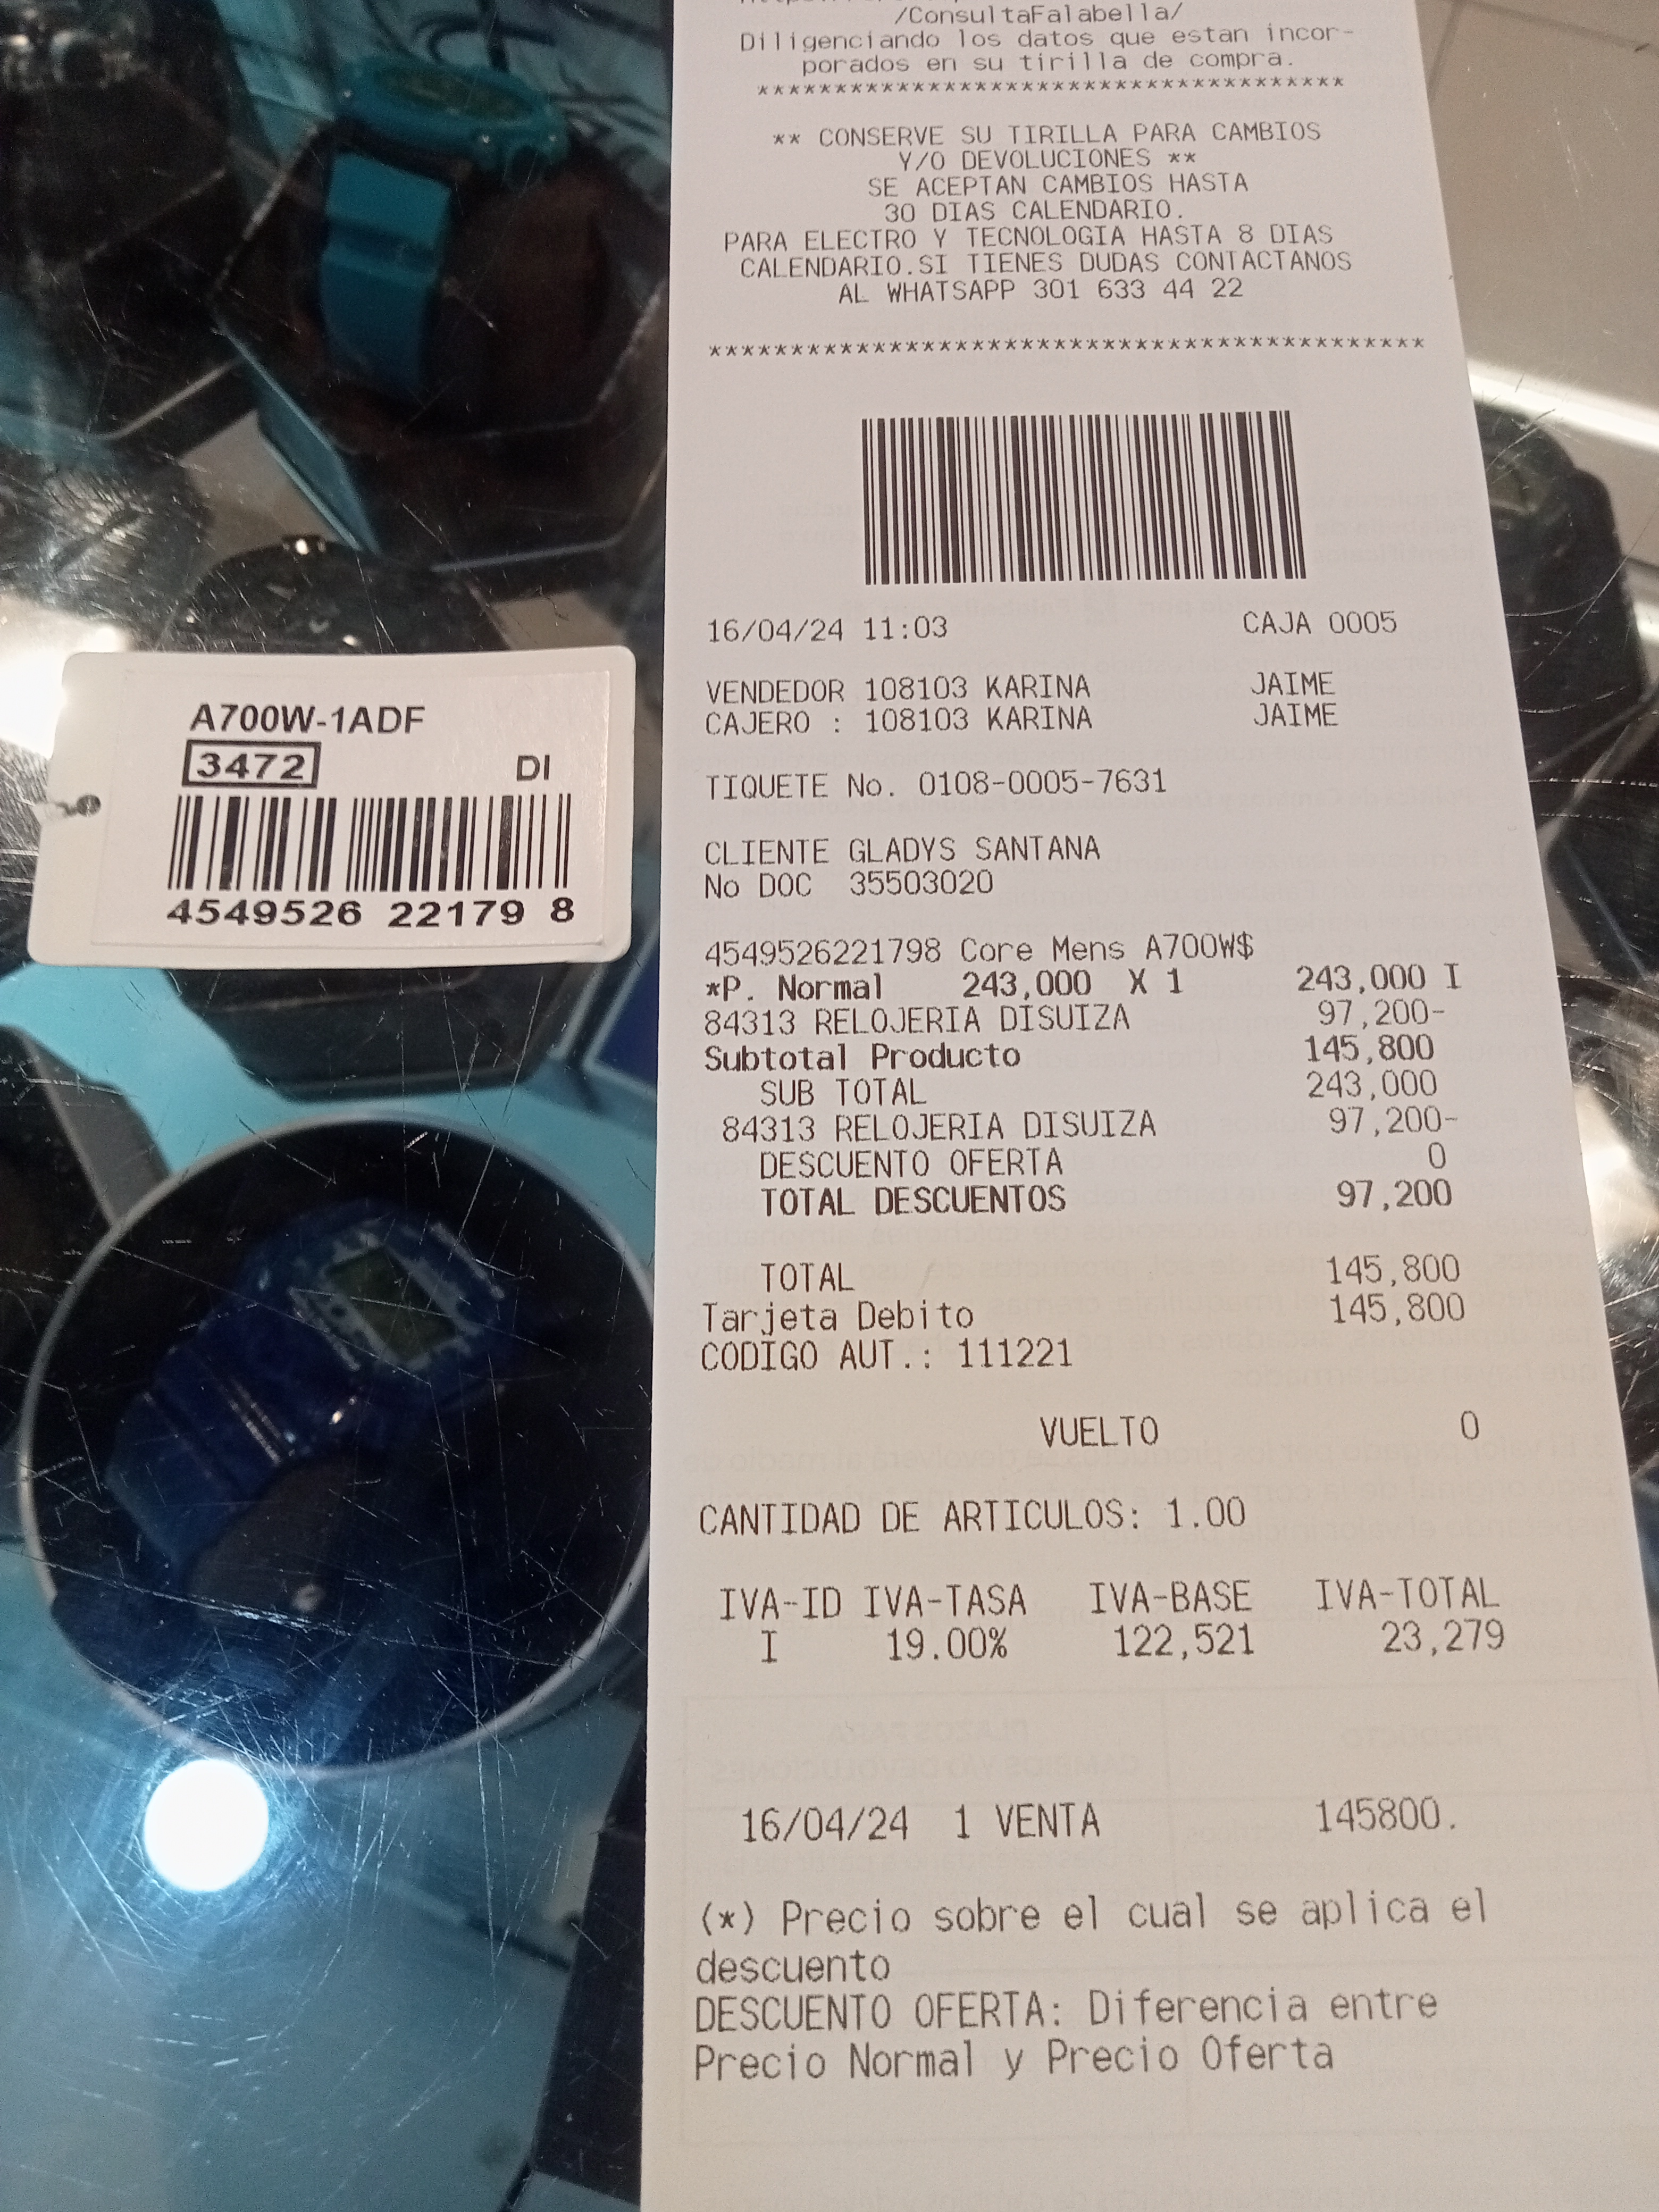 /ConsultaFalabella/
Diligenciando los datos que estan incor-
porados en su tirilla de compra.
*************************************
** CONSERVE SU TIRILLA PARA CAMBIOS
Y/O DEVOLUCIONES **
SE ACEPTAN CAMBIOS HASTA
30 DIAS CALENDARIO.
PARA ELECTRO Y TECNOLOGIA HASTA 8 DIAS
CALENDARIO.SI TIENES DUDAS CONTACTANOS
AL WHATSAPP 301 633 44 22
********************************************
16/04/24 11:03 CAJA 0005
VENDEDOR 108103 KARINA JAIME
CAJERO : 108103 KARINA JAIME
TIQUETE No. 0108-0005-7631
CLIENTE GLADYS SANTANA
No DOC 35503020
4549526221798 Core Mens A700W$
*P. Normal 243,000 X 1 243,000 I
84313 RELOJERIA DISUIZA 97,200-
Subtotal Producto 145,800
SUB TOTAL 243,000
84313 RELOJERIA DISUIZA 97,200-
DESCUENTO OFERTA 0
TOTAL DESCUENTOS 97,200
TOTAL 145,800
Tarjeta Debito 145,800
CODIGO AUT.: 111221
VUELTO 0
CANTIDAD DE ARTICULOS: 1.00
IVA-ID IVA-TASA IVA-BASE IVA-TOTAL
I 19.00% 122,521 23,279
16/04/24 1 VENTA 145800.
(*) Precio sobre el cual se aplica el
descuento
DESCUENTO OFERTA: Diferencia entre
Precio Normal y Precio Oferta
A700W-1ADF
3472 DI
4549526 22179 8